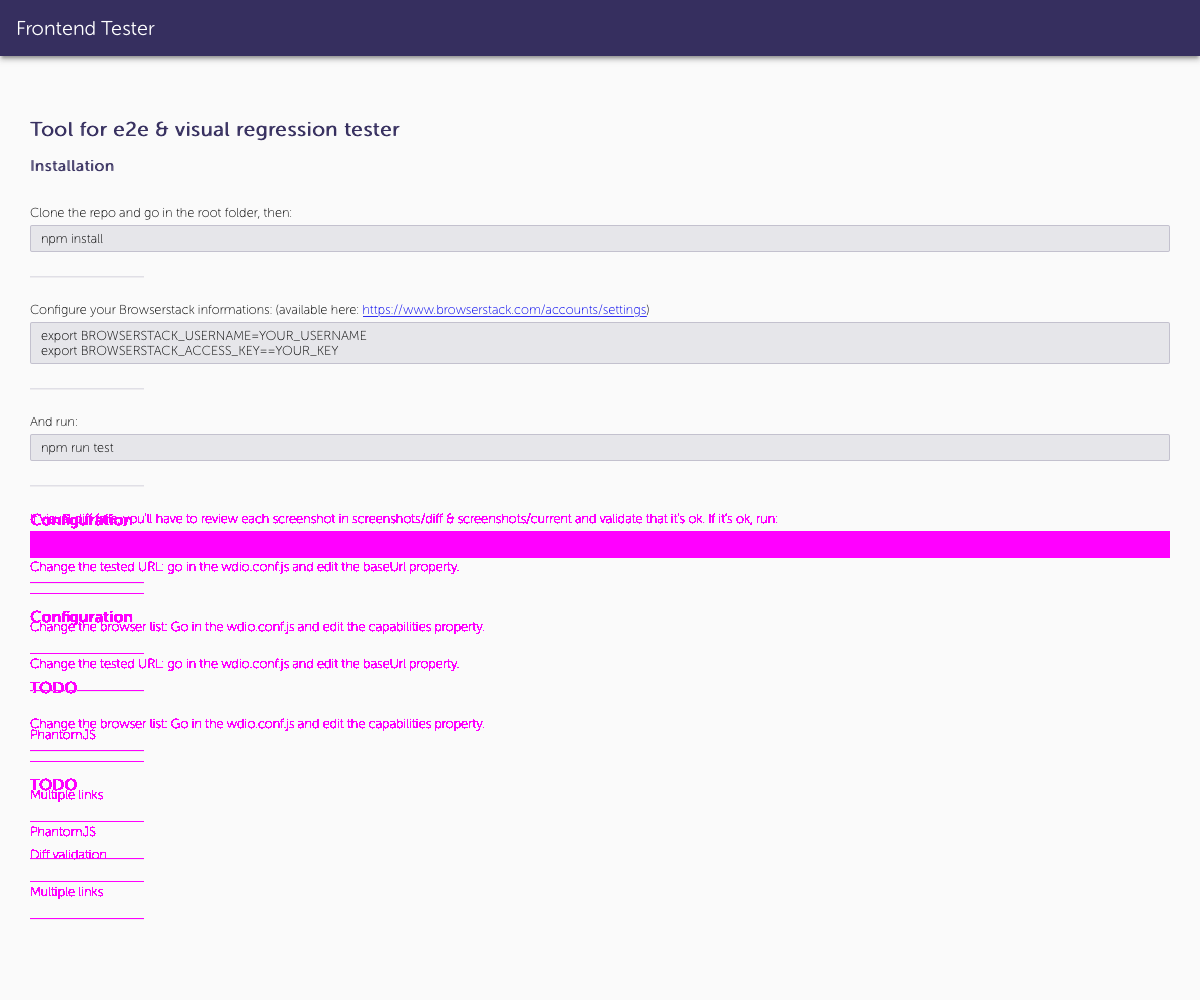 Frontend Tester
Tool for e2e & visual regression tester
Installation
Clone the repo and go in the root folder, then:
npm install
Configure your Browserstack informations: (available here: https://www.browserstack.com/accounts/settings)
export BROWSERSTACK_USERNAME=YOUR_USERNAME
export BROWSERSTACK_ACCESS_KEY==YOUR_KEY
And run:
npm run test
Configuration
you'll have to review each screenshot in screenshots/diff & screenshots/current and validate that it's ok. If it's ok, run:
Change the tested URL: go in the wdio.conf.js and edit the baseUrl property.
Configuration
Change the browser list: Go in the wdio.conf.js and edit the capabilities property.
Change the tested URL: go in the wdio.conf.js and edit the baseUrl property.
TODO
Change the browser list: Go in the wdio.conf.js and edit the capabilities property.
PhantomJS
TODO
Multiple links
PhantomJS
Diff validation
Multiple links